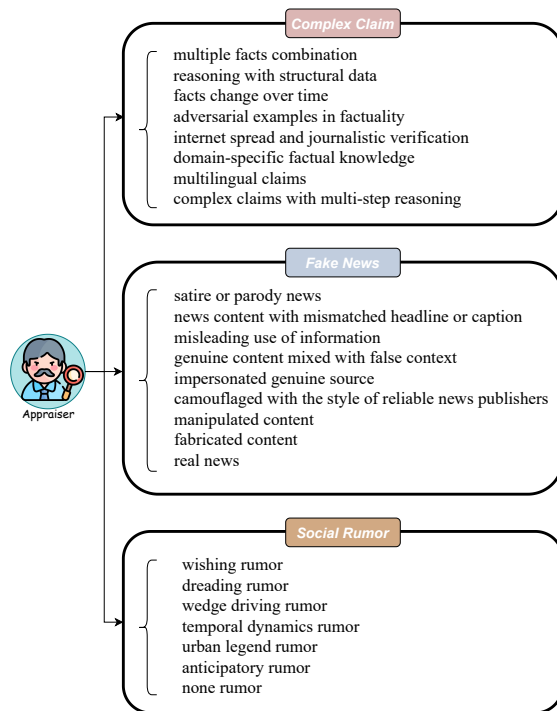 Complex Claim
multiple facts combination
reasoning with structural data
facts change over time
adversarial examples in factuality
internet spread and journalistic verification
domain-specific factual knowledge
multilingual claims
complex claims with multi-step reasoning
Fake News
satire or parody news
news content with mismatched headline or caption
misleading use of information
genuine content mixed with false context
impersonated genuine source
camouflaged with the style of reliable news publishers
manipulated content
fabricated content
real news
Appraiser
Social Rumor
wishing rumor
dreading rumor
wedge driving rumor
temporal dynamics rumor
urban legend rumor
anticipatory rumor
none rumor